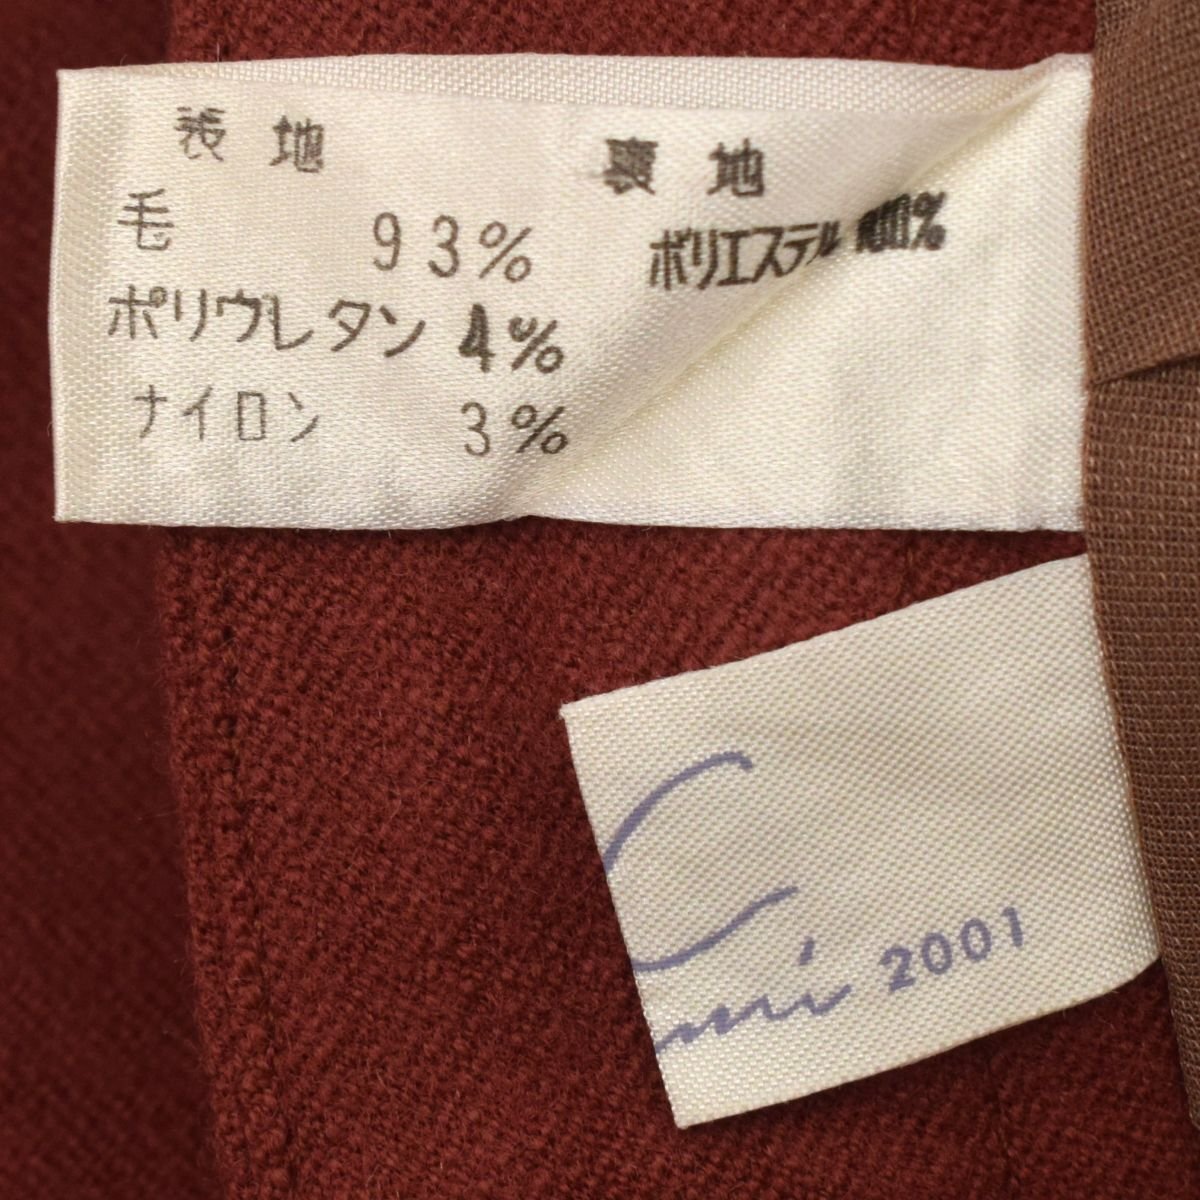 表地
毛 93%
ポリウレタン 4%
ナイロン 3%
裏地
ポリエステル 100%
2001